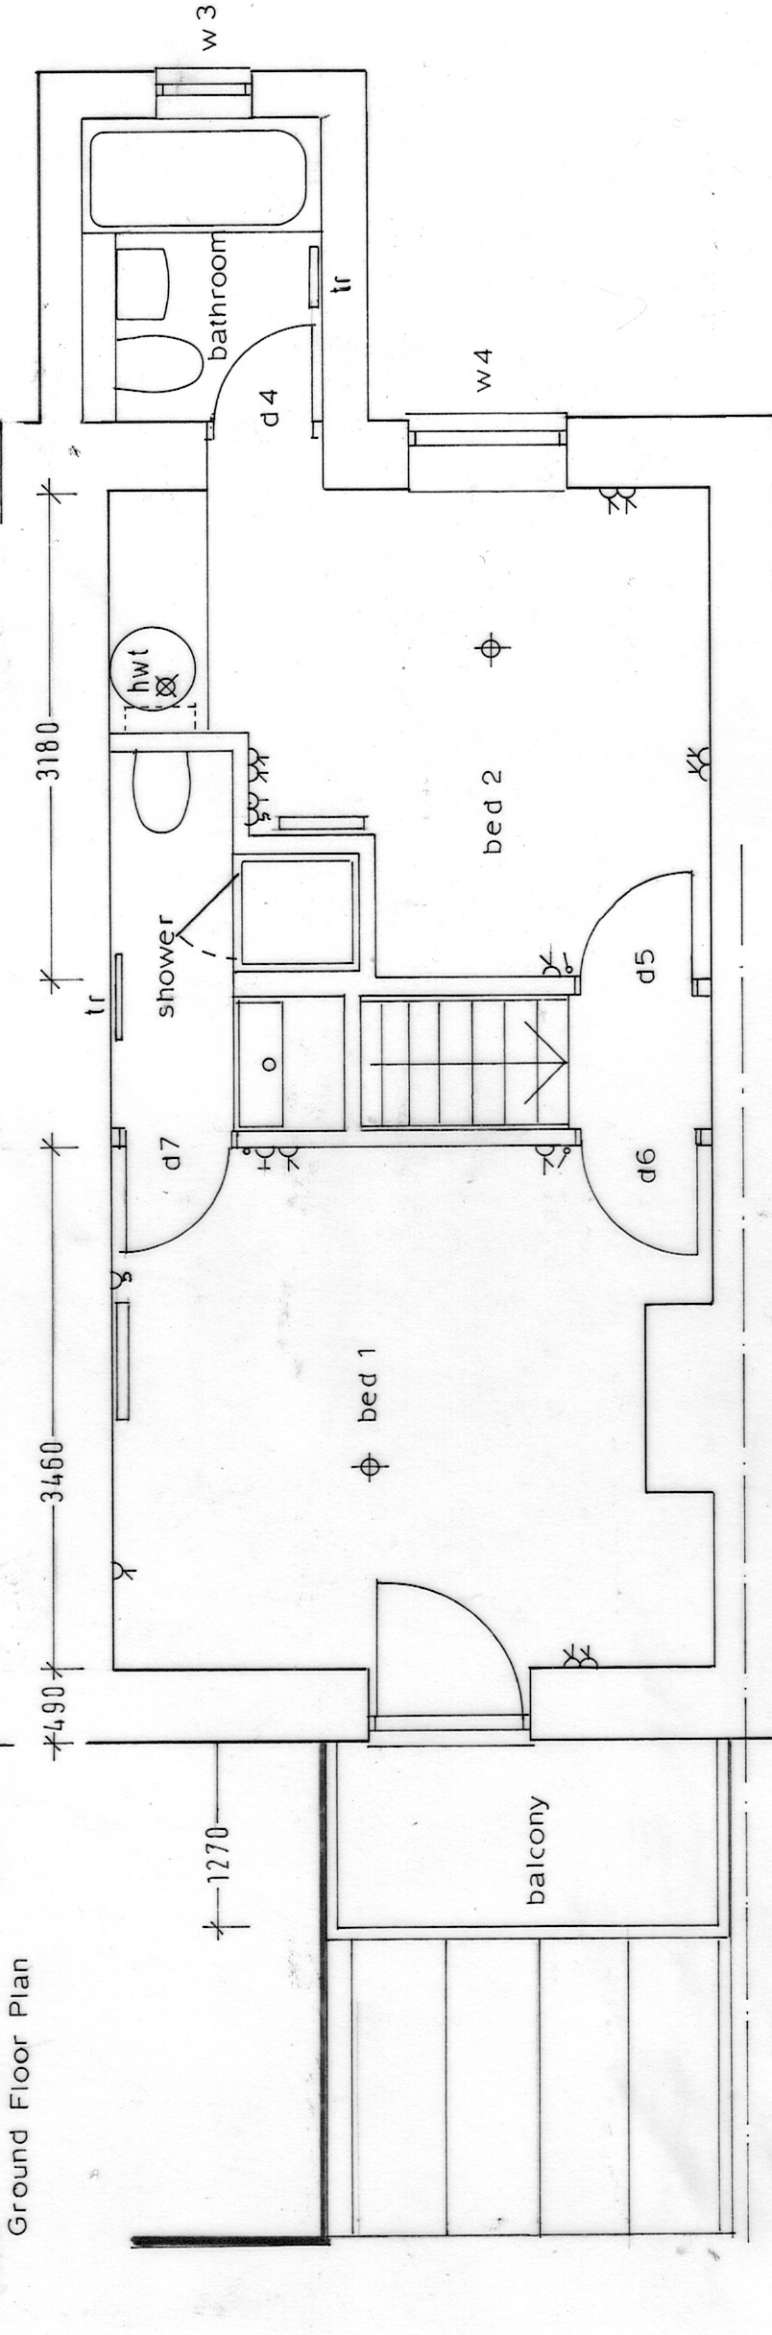 Ground Floor Plan
490
3460
3180
1270
tr
d7
shower
hwt
d4
bathroom
tr
w3
w4
bed 1
bed 2
d6
d5
balcony